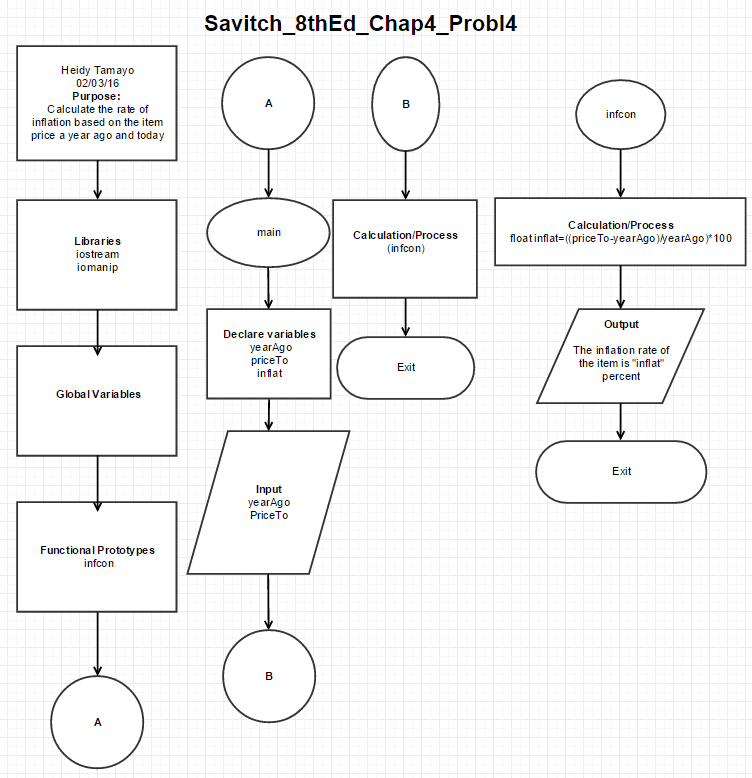 Savitch_8thEd_Chap4_Probl4
Heidy Tamayo
02/03/16
Purpose:
Calculate the rate of
inflation based on the item
price a year ago and today
Libraries
iostream
iomanip
Global Variables
Functional Prototypes
infcon
A
A
main
Declare variables
yearAgo
priceTo
inflat
Input
yearAgo
PriceTo
B
B
Calculation/Process
(infcon)
Exit
infcon
Calculation/Process
float inflat=((priceTo-yearAgo)/yearAgo)*100
Output
The inflation rate of
the item is "inflat"
percent
Exit